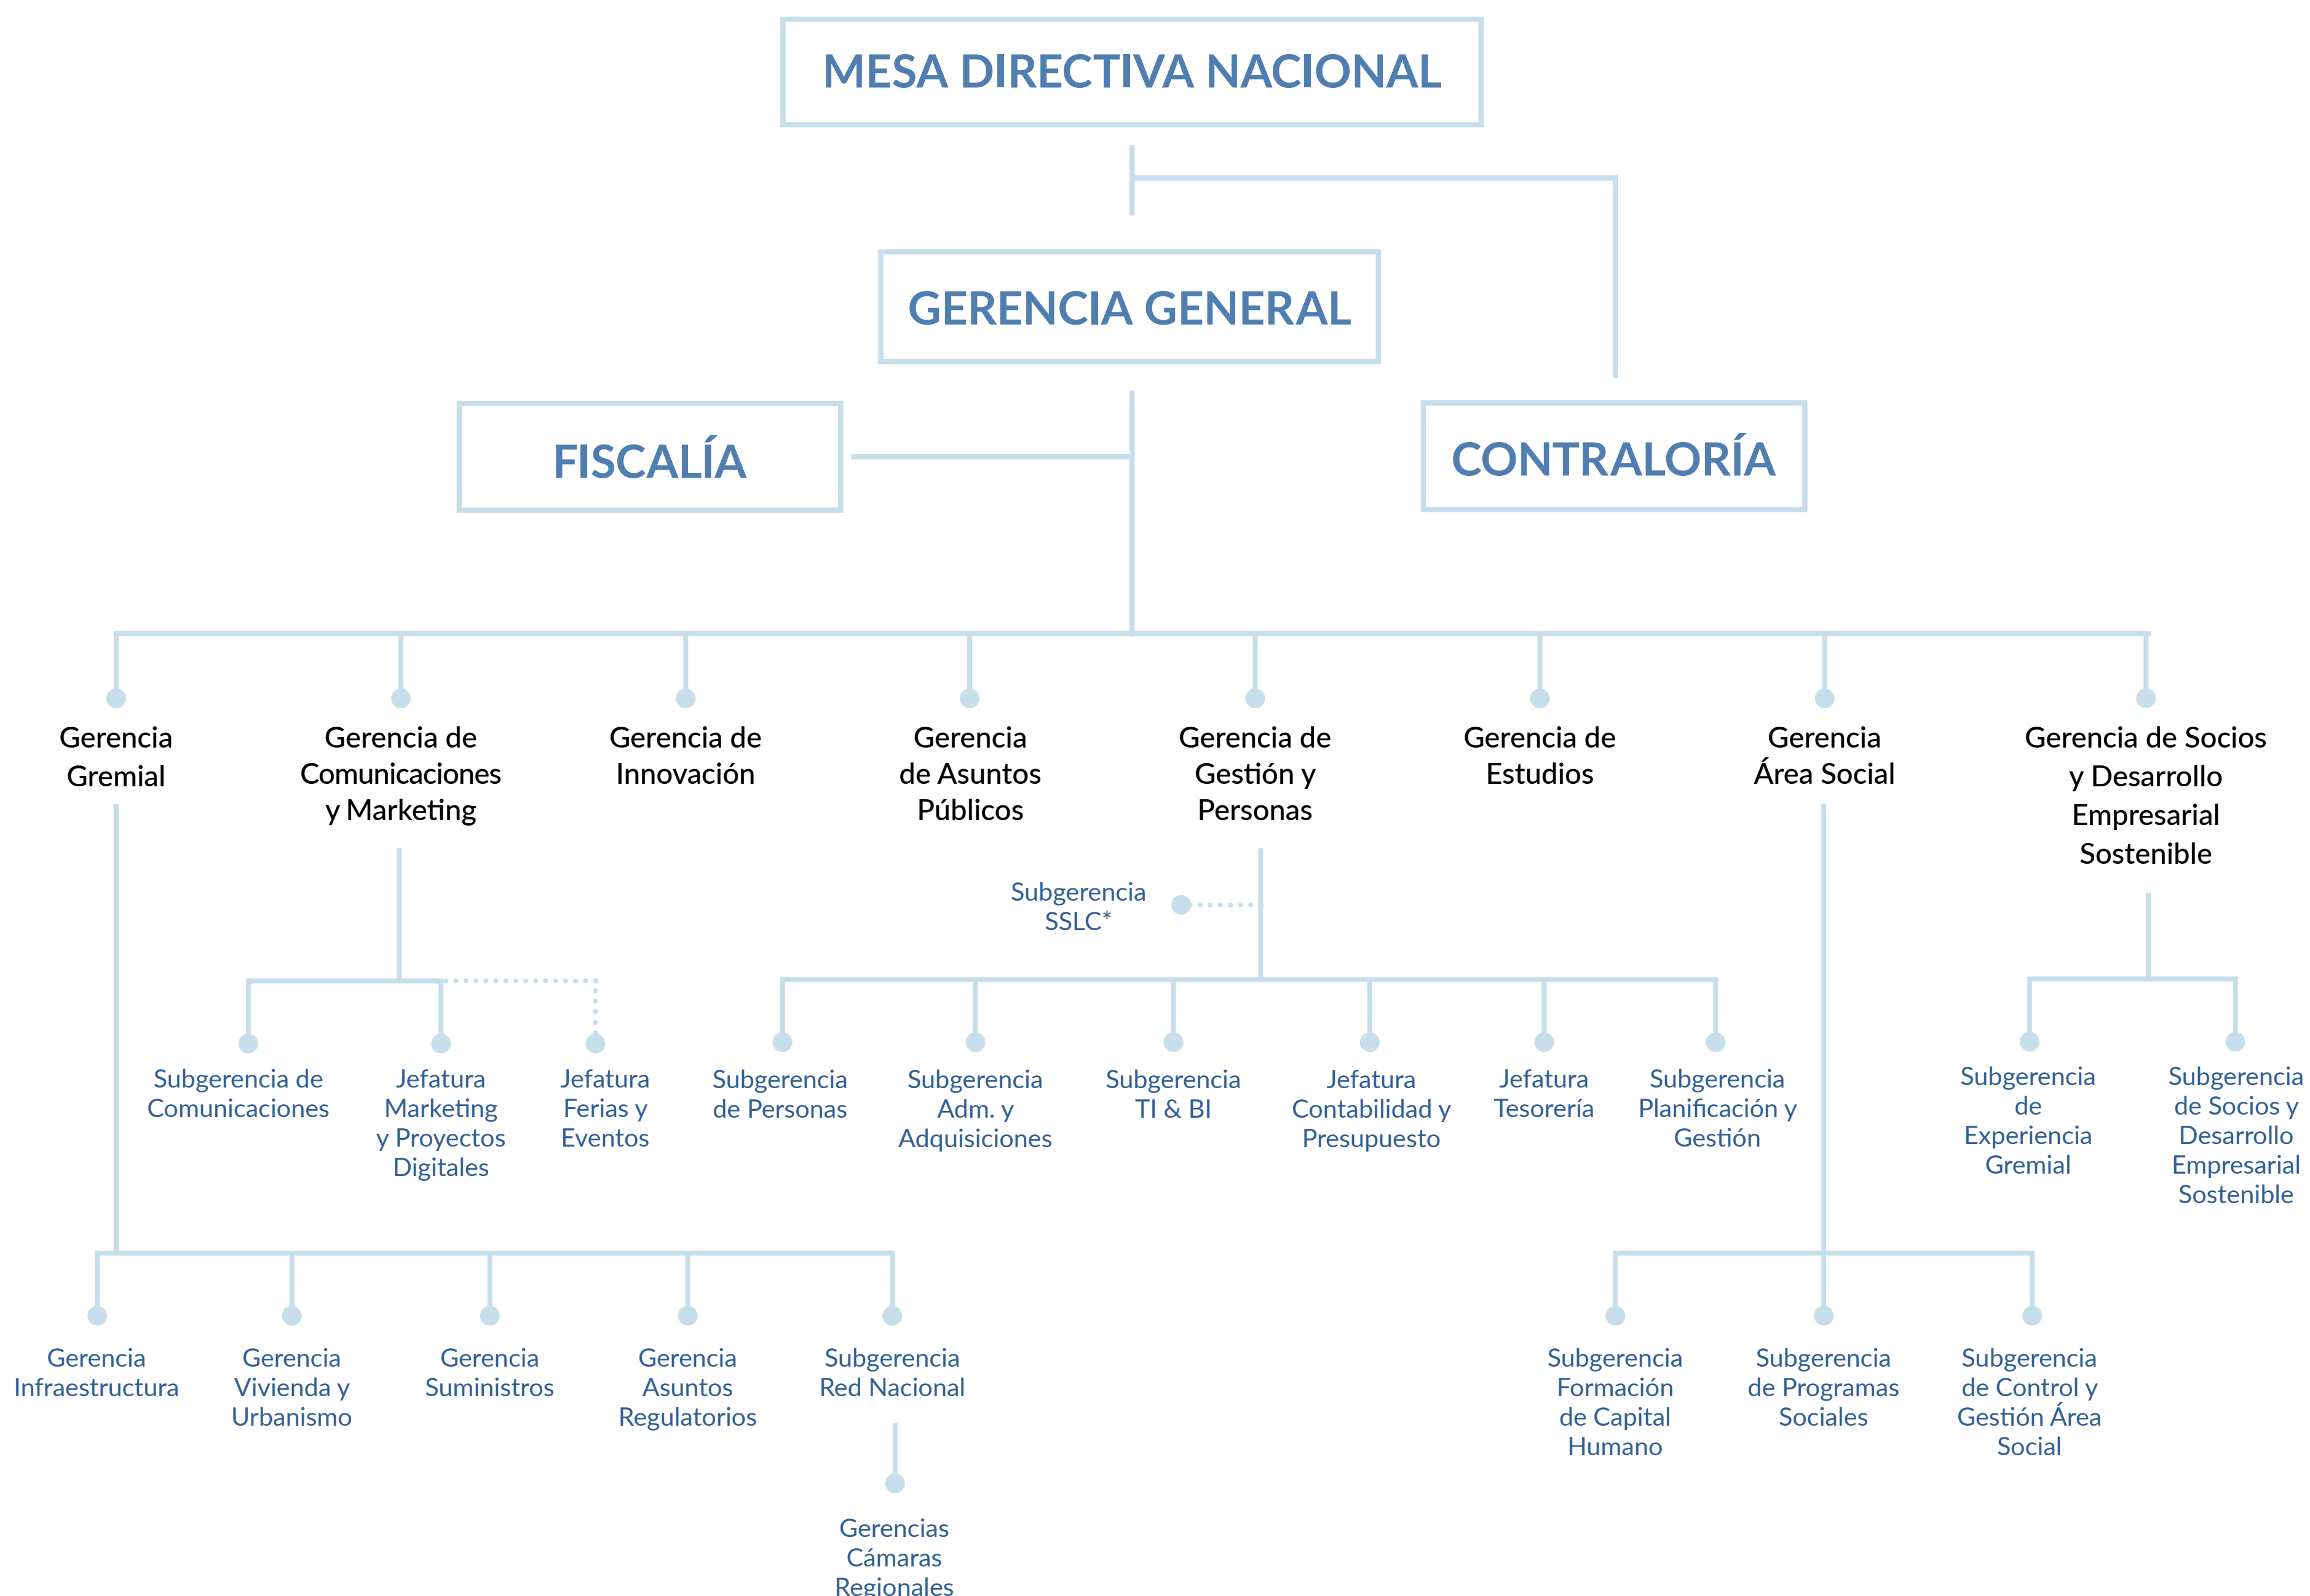 MESA DIRECTIVA NACIONAL
GERENCIA GENERAL
FISCALÍA
CONTRALORÍA
Gerencia
Gremial
Gerencia de
Comunicaciones
y Marketing
Gerencia de
Innovación
Gerencia
de Asuntos
Públicos
Gerencia de
Gestión y
Personas
Gerencia de
Estudios
Gerencia
Área Social
Gerencia de Socios
y Desarrollo
Empresarial
Sostenible
Subgerencia
SSLC*
Subgerencia de
Comunicaciones
Jefatura
Marketing
y Proyectos
Digitales
Jefatura
Ferias y
Eventos
Subgerencia
de Personas
Subgerencia
Adm. y
Adquisiciones
Subgerencia
TI & BI
Jefatura
Contabilidad y
Presupuesto
Jefatura
Tesorería
Subgerencia
Planificación y
Gestión
Subgerencia
de
Experiencia
Gremial
Subgerencia
de Socios y
Desarrollo
Empresarial
Sostenible
Gerencia
Infraestructura
Gerencia
Vivienda y
Urbanismo
Gerencia
Suministros
Gerencia
Asuntos
Regulatorios
Subgerencia
Red Nacional
Subgerencia
Formación
de Capital
Humano
Subgerencia
de Programas
Sociales
Subgerencia
de Control y
Gestión Área
Social
Gerencias
Cámaras
Regionales